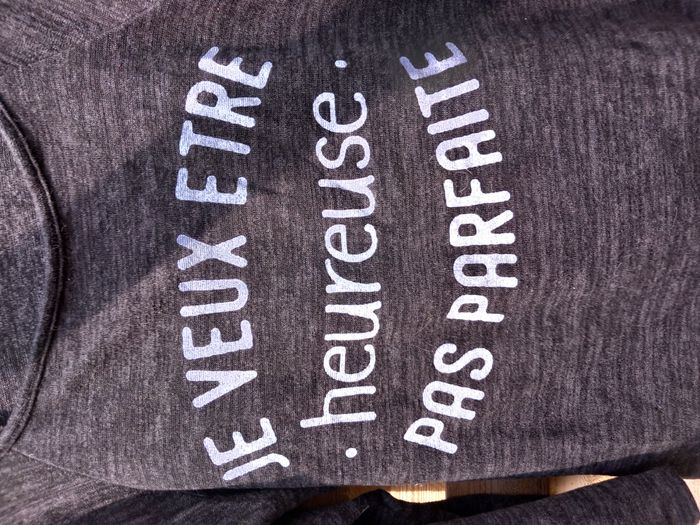 JE VEUX ETRE
. heureuse .
PAS PARFAITE